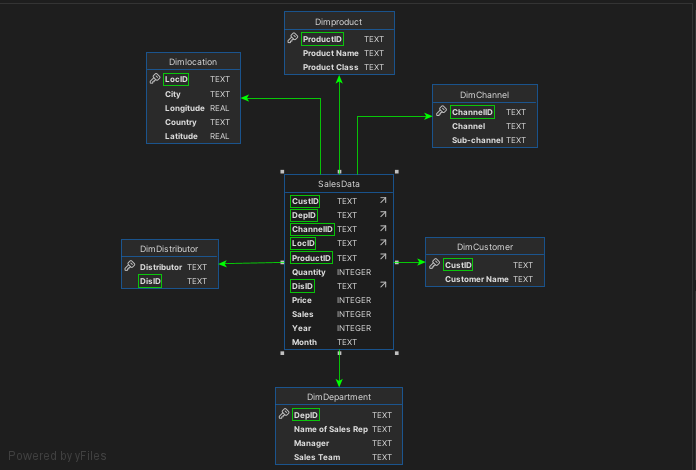 Dimproduct
ProductID TEXT
Product Name TEXT
Product Class TEXT
Dimlocation
LocID TEXT
City TEXT
Longitude REAL
Country TEXT
Latitude REAL
DimChannel
ChannelID TEXT
Channel TEXT
Sub-channel TEXT
SalesData
CustID TEXT
DepID TEXT
ChannelID TEXT
LocID TEXT
ProductID TEXT
Quantity INTEGER
DisID TEXT
Price INTEGER
Sales INTEGER
Year INTEGER
Month TEXT
DimDistributor
Distributor TEXT
DisID TEXT
DimCustomer
CustID TEXT
Customer Name TEXT
DimDepartment
DepID TEXT
Name of Sales Rep TEXT
Manager TEXT
Sales Team TEXT
Powered by yFiles